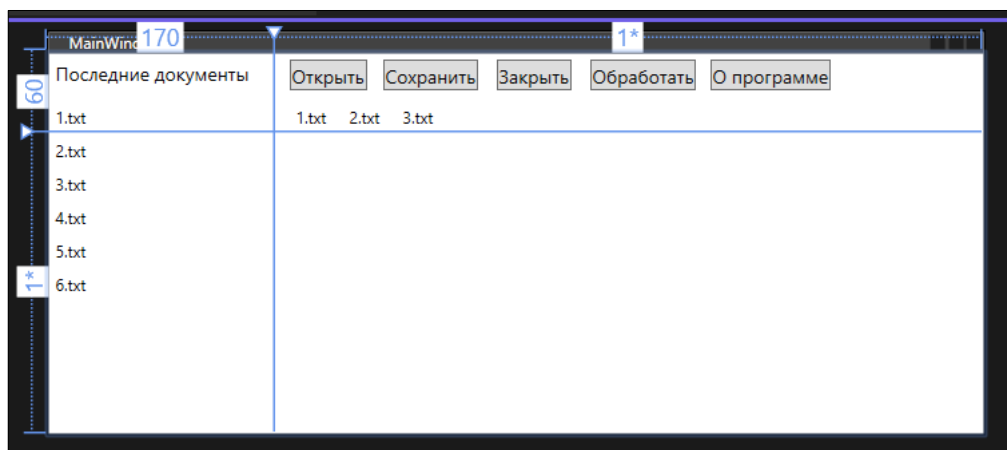 170
1*
MainWind
60
1*
Последние документы
1.txt
2.txt
3.txt
4.txt
5.txt
6.txt
Открыть Сохранить Закрыть Обработать О программе
1.txt 2.txt 3.txt